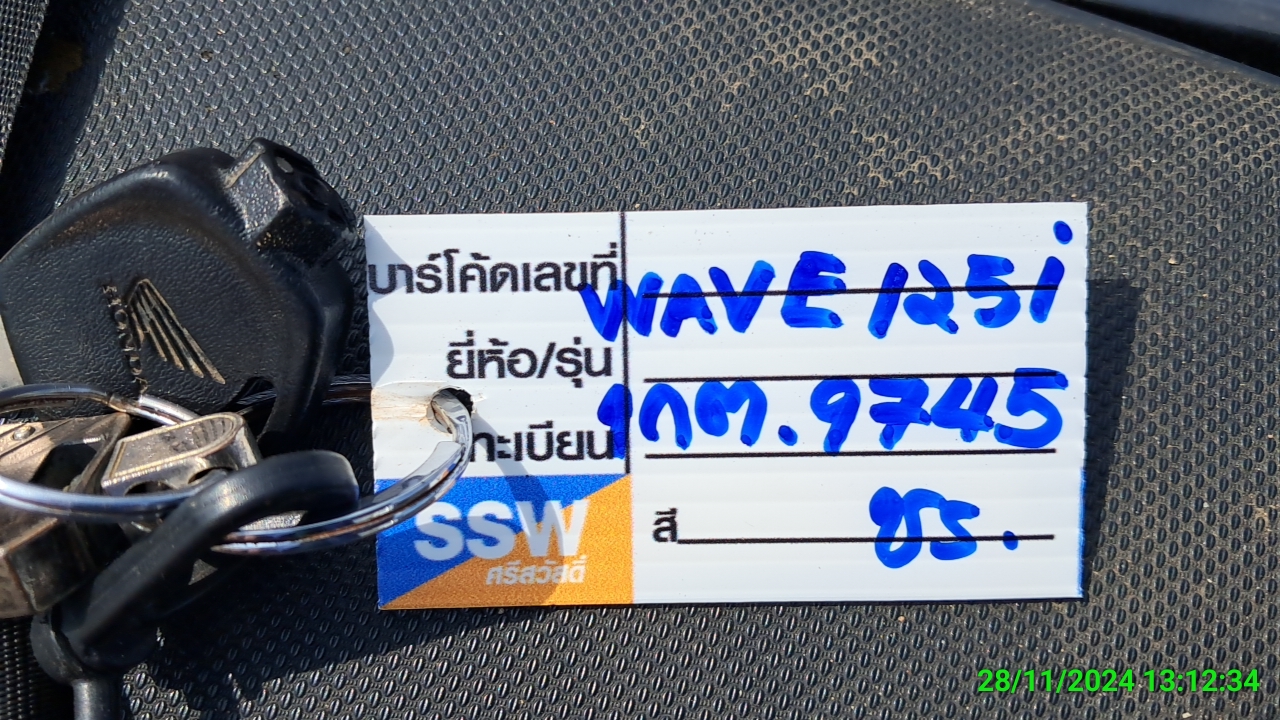 HONDA
บาร์โค้ดเลขที่ WAVE 125i
ยี่ห้อ/รุ่น
ทะเบียน 1กต.9745
สี ยร.
SSW
ศรีสวัสดิ์
28/11/2024 13:12:34